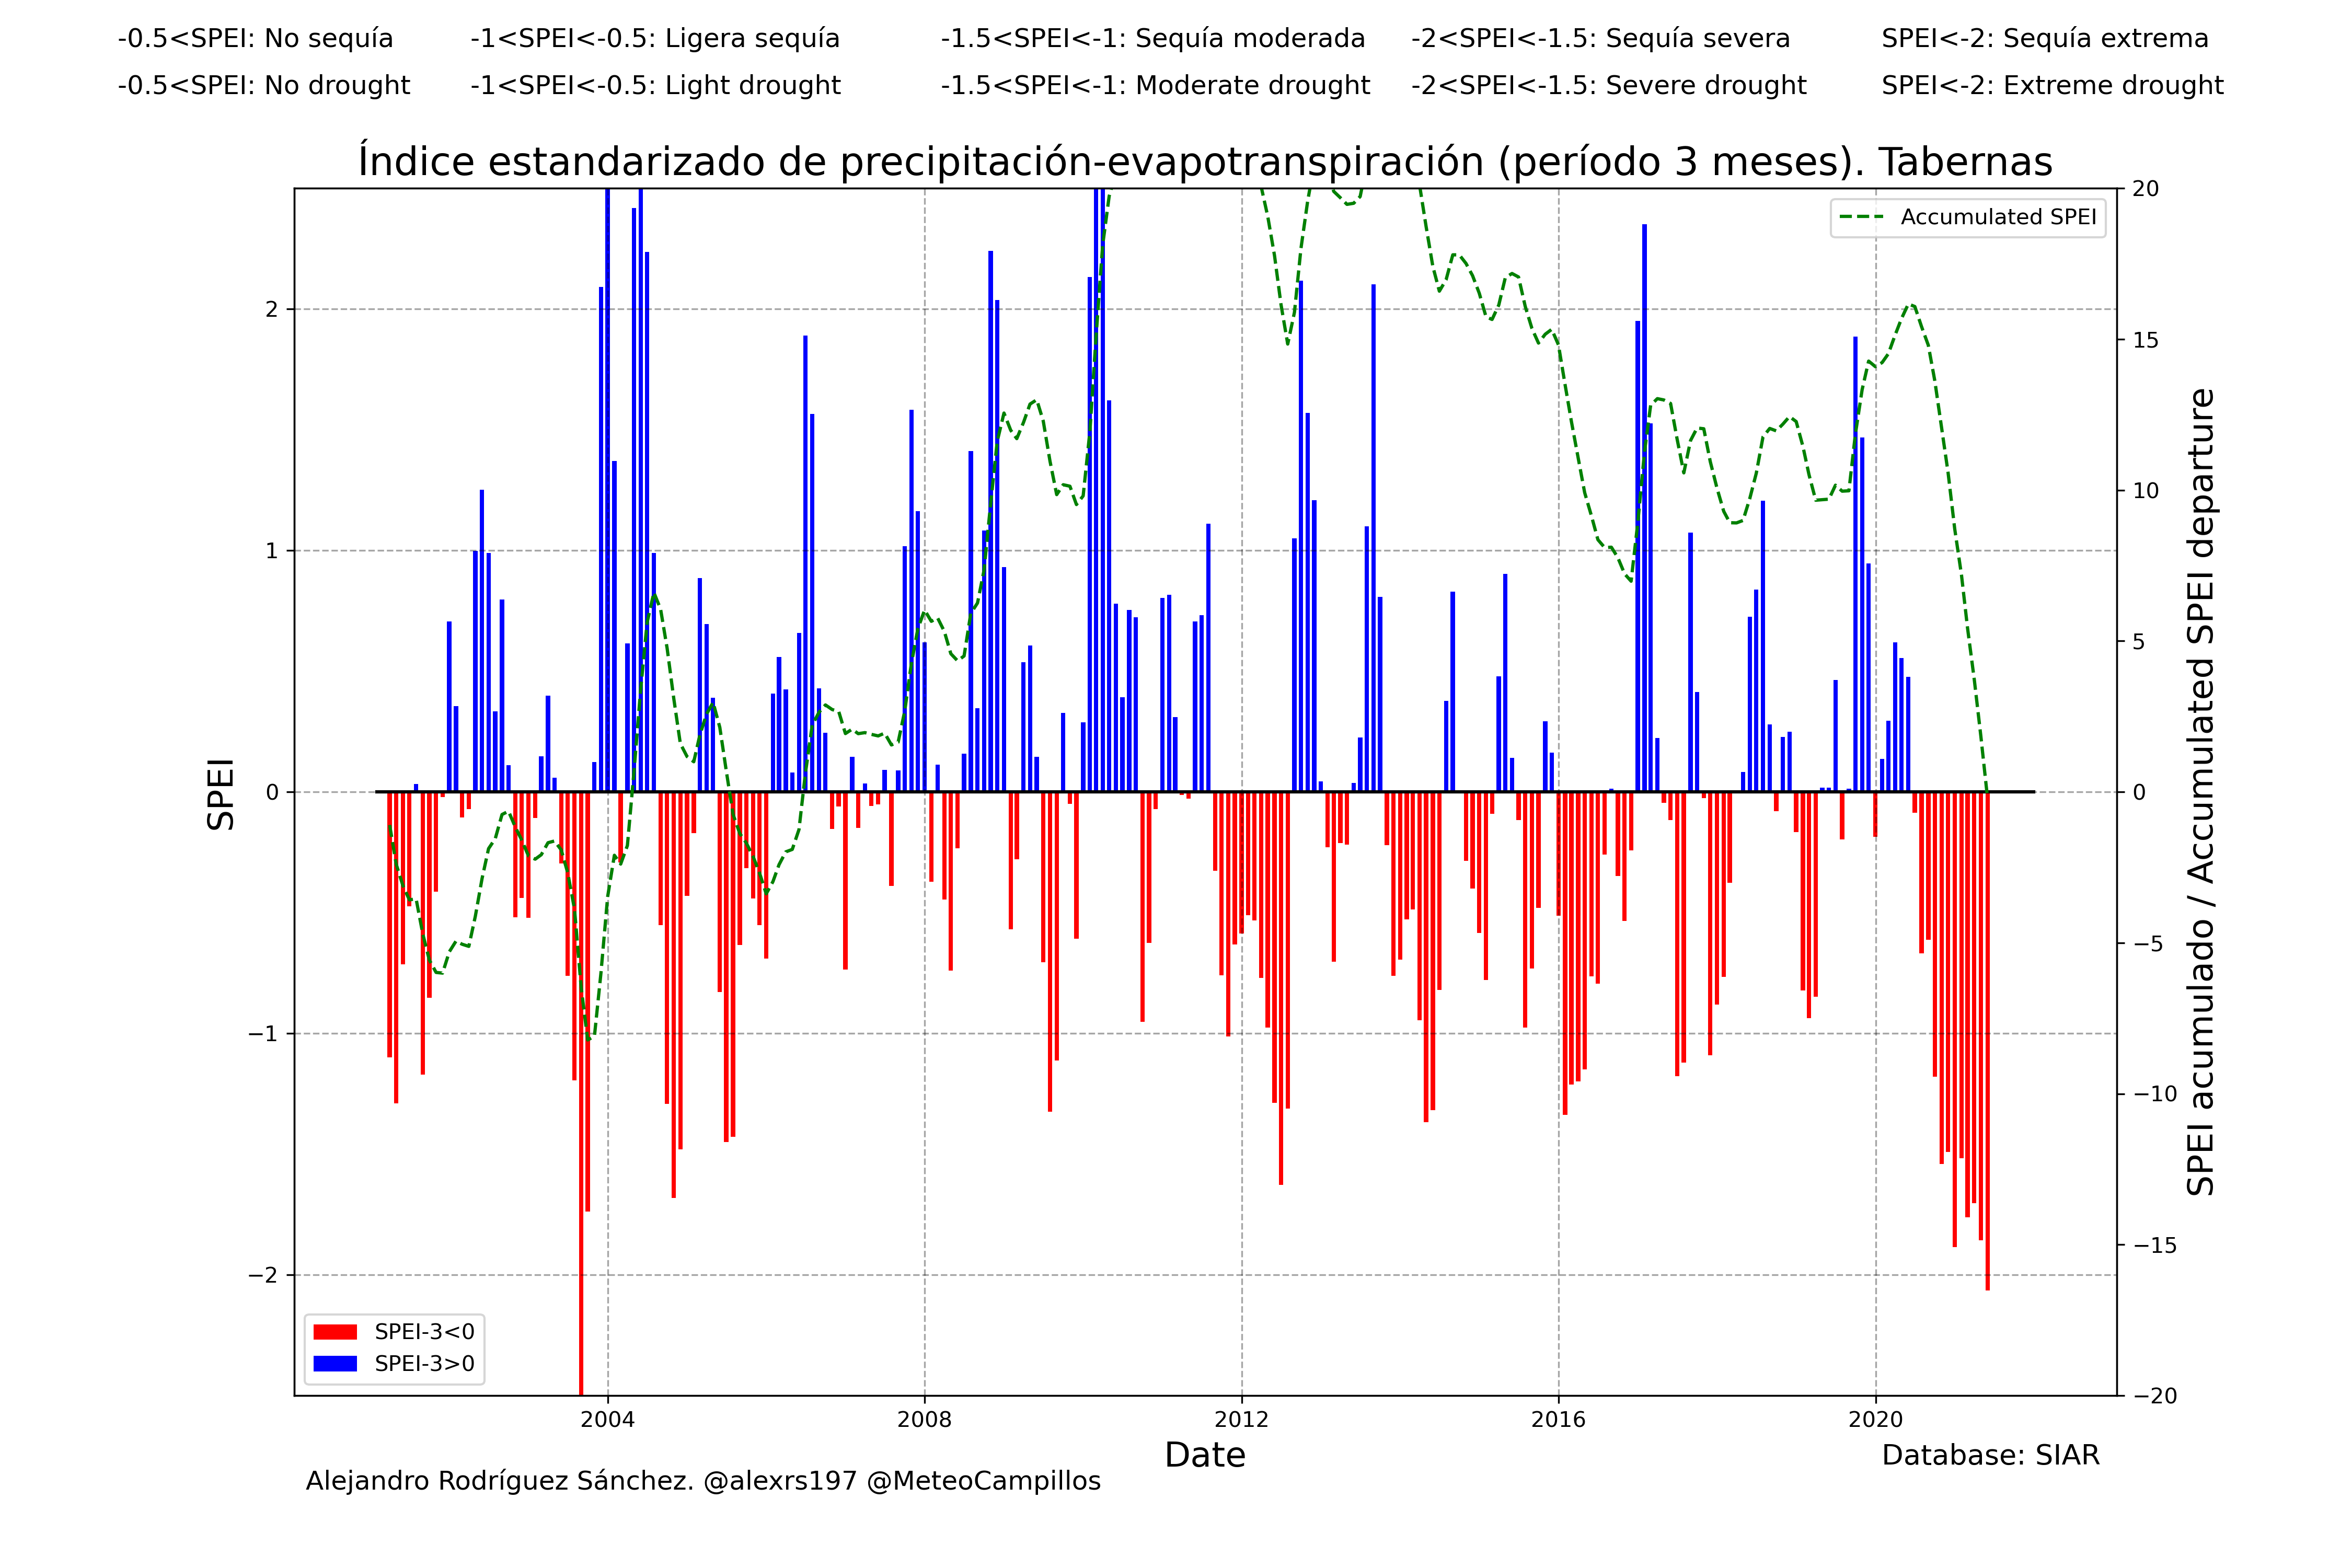 -0.5<SPEI: No sequía -1<SPEI<-0.5: Ligera sequía -1.5<SPEI<-1: Sequía moderada -2<SPEI<-1.5: Sequía severa SPEI<-2: Sequía extrema
-0.5<SPEI: No drought -1<SPEI<-0.5: Light drought -1.5<SPEI<-1: Moderate drought -2<SPEI<-1.5: Severe drought SPEI<-2: Extreme drought
Índice estandarizado de precipitación-evapotranspiración (período 3 meses). Tabernas
Accumulated SPEI
SPEI
2
1
0
−1
−2
20
15
10
5
0
−5
−10
−15
−20
SPEI acumulado / Accumulated SPEI departure
SPEI-3<0
SPEI-3>0
2004 2008 2012 2016 2020
Date
Database: SIAR
Alejandro Rodríguez Sánchez. @alexrs197 @MeteoCampillos